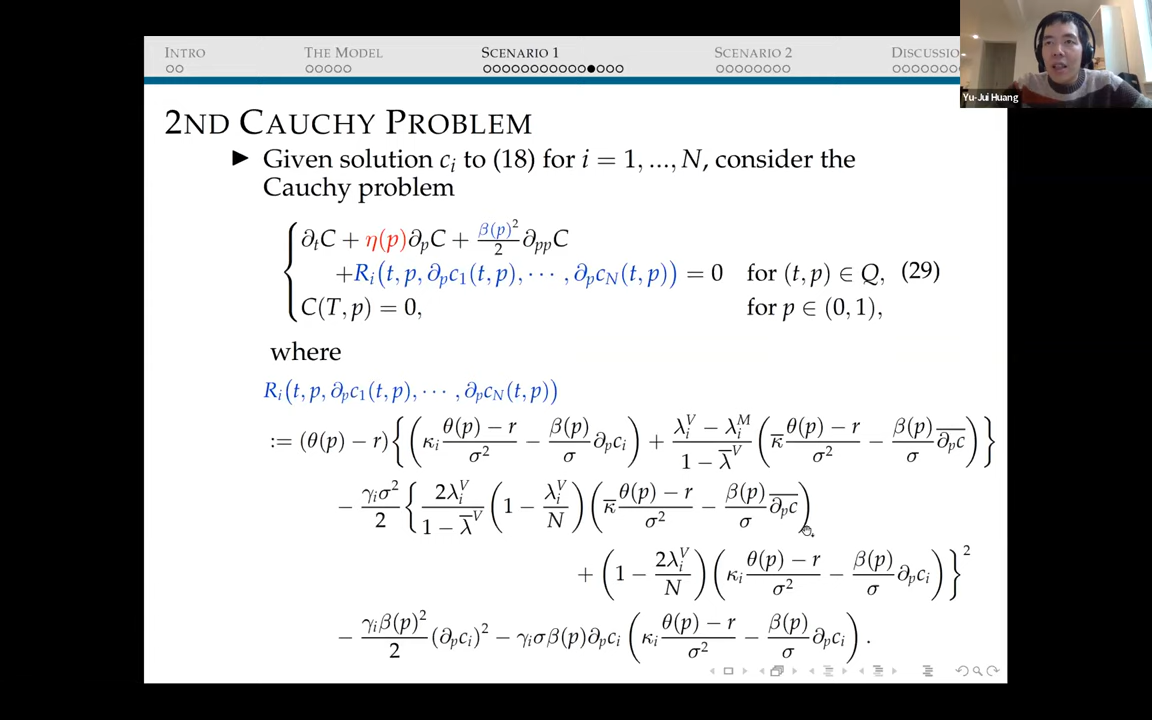 INTRO THE MODEL SCENARIO 1 SCENARIO 2 DISCUSSIO
Yu-Jui Huang
2ND CAUCHY PROBLEM
▶ Given solution c_i to (18) for i = 1, ..., N, consider the
Cauchy problem
∂_t C + η(p)∂_p C + β(p)²/2 ∂_pp C
+R_i(t, p, ∂_p c_1(t, p), ⋯ , ∂_p c_N(t, p)) = 0 for (t, p) ∈ Q, (29)
C(T, p) = 0, for p ∈ (0, 1),
where
R_i(t, p, ∂_p c_1(t, p), ⋯ , ∂_p c_N(t, p))
:= (θ(p) − r){(κ_i (θ(p) − r)/σ² − β(p)/σ ∂_p c_i) + (λ_i^V − λ_i^M)/(1 − λ̄^V) (κ̄ (θ(p) − r)/σ² − β(p)/σ \overline{∂_p c})}
− γ_i σ²/2 {2λ_i^V/(1 − λ̄^V) (1 − λ_i^V/N)(κ̄ (θ(p) − r)/σ² − β(p)/σ \overline{∂_p c})
+ (1 − 2λ_i^V/N)(κ_i (θ(p) − r)/σ² − β(p)/σ ∂_p c_i)}²
− γ_i β(p)²/2 (∂_p c_i)² − γ_i σβ(p)∂_p c_i (κ_i (θ(p) − r)/σ² − β(p)/σ ∂_p c_i).